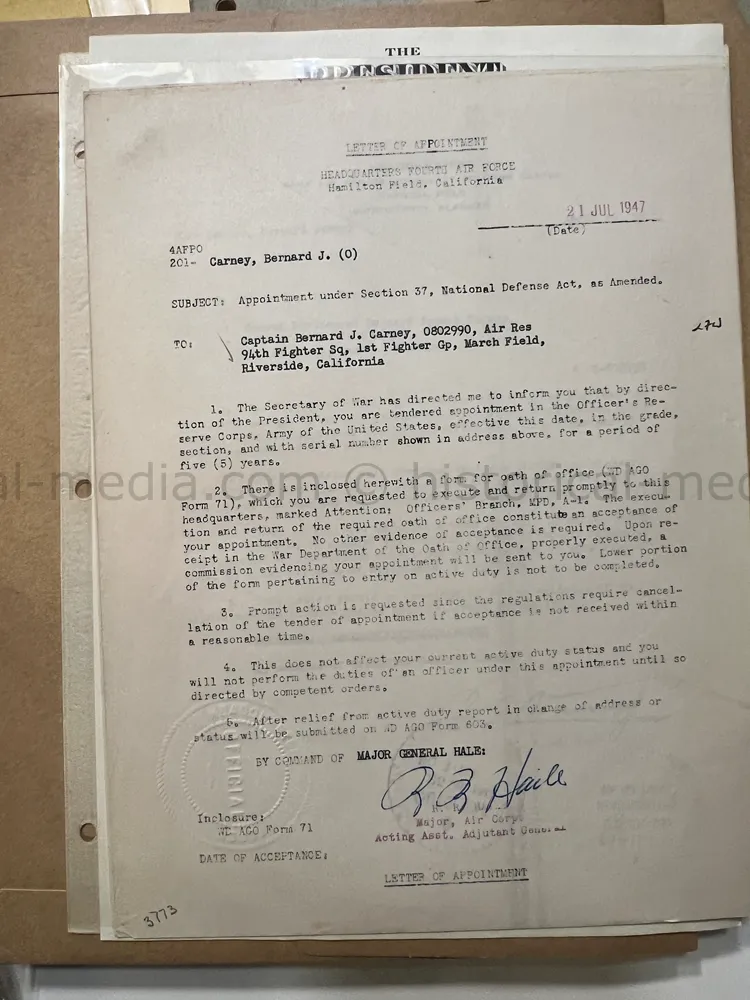 THE
PRESIDENT
LETTER OF APPOINTMENT
HEADQUARTERS FOURTH AIR FORCE
Hamilton Field, California
21 JUL 1947
(Date)
4AFPO
201- Carney, Bernard J. (O)
SUBJECT: Appointment under Section 37, National Defense Act, as Amended.
TO: Captain Bernard J. Carney, 0802990, Air Res
94th Fighter Sq, 1st Fighter Gp, March Field,
Riverside, California
1. The Secretary of War has directed me to inform you that by direc-
tion of the President, you are tendered appointment in the Officer's Re-
serve Corps, Army of the United States, effective this date, in the grade,
section, and with serial number shown in address above, for a period of
five (5) years.
2. There is inclosed herewith a form for oath of office (WD AGO
Form 71), which you are requested to execute and return promptly to this
headquarters, marked Attention: Officers' Branch, MPD, A-1. The execu-
tion and return of the required oath of office constitute an acceptance of
your appointment. No other evidence of acceptance is required. Upon re-
ceipt in the War Department of the Oath of Office, properly executed, a
commission evidencing your appointment will be sent to you. Lower portion
of the form pertaining to entry on active duty is not to be completed.
3. Prompt action is requested since the regulations require cancel-
lation of the tender of appointment if acceptance is not received within
a reasonable time.
4. This does not affect your current active duty status and you
will not perform the duties of an officer under this appointment until so
directed by competent orders.
5. After relief from active duty report in change of address or
status will be submitted on WD AGO Form 603.
BY COMMAND OF MAJOR GENERAL HALE:
OFFICIAL
Major, Air Corps
Acting Asst. Adjutant General
Inclosure:
WD AGO Form 71
DATE OF ACCEPTANCE:
LETTER OF APPOINTMENT
3773